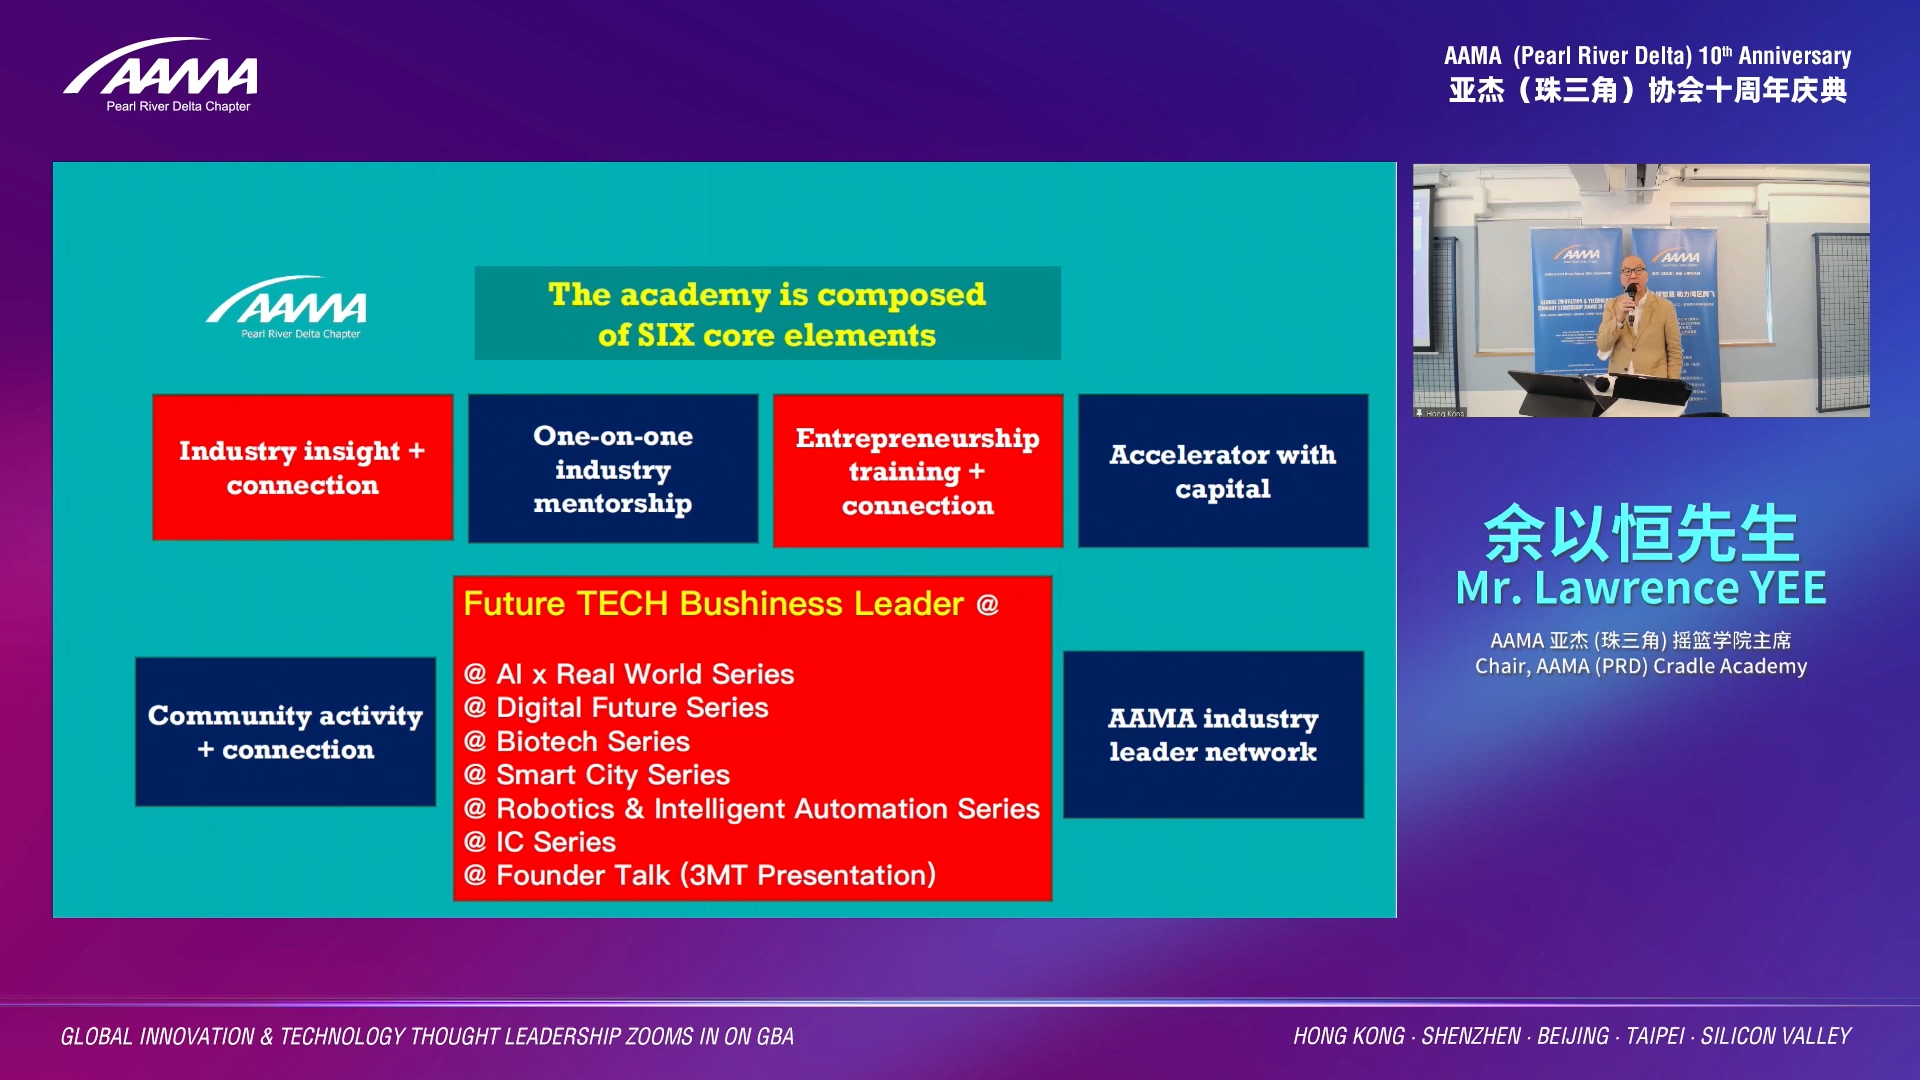 AAMA
Pearl River Delta Chapter
AAMA (Pearl River Delta) 10th Anniversary
亚杰（珠三角）协会十周年庆典
AAMA
Pearl River Delta Chapter
The academy is composed
of SIX core elements
Industry insight +
connection
One-on-one
industry
mentorship
Entrepreneurship
training +
connection
Accelerator with
capital
Community activity
+ connection
Future TECH Bushiness Leader @
@ AI x Real World Series
@ Digital Future Series
@ Biotech Series
@ Smart City Series
@ Robotics & Intelligent Automation Series
@ IC Series
@ Founder Talk (3MT Presentation)
AAMA industry
leader network
AAMA
AAMA
Hong Kong
余以恒先生
Mr. Lawrence YEE
AAMA 亚杰 (珠三角) 摇篮学院主席
Chair, AAMA (PRD) Cradle Academy
GLOBAL INNOVATION & TECHNOLOGY THOUGHT LEADERSHIP ZOOMS IN ON GBA
HONG KONG · SHENZHEN · BEIJING · TAIPEI · SILICON VALLEY